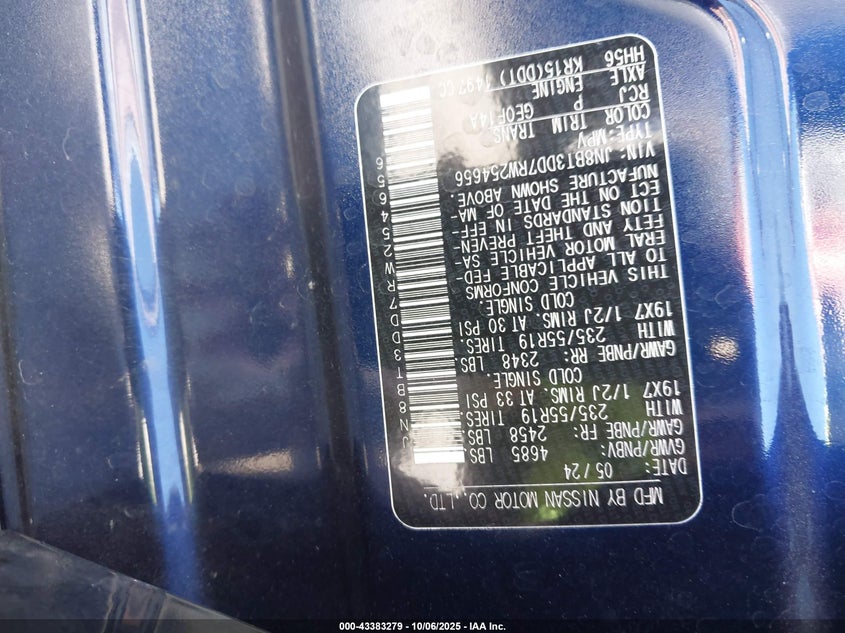 MFD BY NISSAN MOTOR CO.,LTD.
DATE: 05/24
GVWR/PNBV: 4685 LBS
GAWR/PNBE FR: 2458 LBS.
WITH 235/55R19 TIRES.
19X7 1/2J RIMS. AT 33 PSI
COLD SINGLE.
GAWR/PNBE RR: 2348 LBS.
WITH 235/55R19 TIRES.
19X7 1/2J RIMS. AT 30 PSI
COLD SINGLE.
THIS VEHICLE CONFORMS
TO ALL APPLICABLE FED-
ERAL MOTOR VEHICLE SA-
FETY AND THEFT PREVEN-
TION STANDARDS IN EFF-
ECT ON THE DATE OF MA-
NUFACTURE SHOWN ABOVE.
VIN: JN8BT3DD7RW254656
TYPE:MPV
COLOR TRIM TRANS
RCJ P GE0F14A
AXLE ENGINE
HH56 KR15(DDT) 1497CC
JN8BT3DD7RW254656
000-43383279 - 10/06/2025 - IAA Inc.